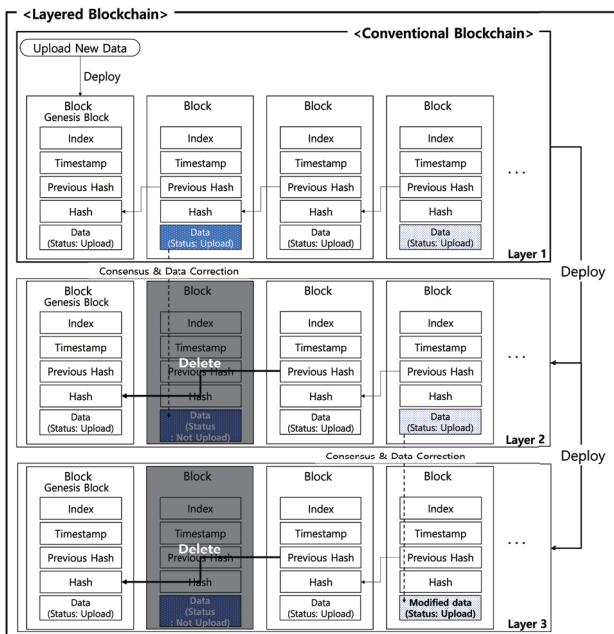 <Layered Blockchain>
<Conventional Blockchain>
Upload New Data
Deploy
Block
Genesis Block
Index
Timestamp
Previous Hash
Hash
Data
(Status: Upload)
Block
Index
Timestamp
Previous Hash
Hash
Data
(Status: Upload)
Block
Index
Timestamp
Previous Hash
Hash
Data
(Status: Upload)
Block
Index
Timestamp
Previous Hash
Hash
Data
(Status: Upload)
...
Layer 1
Deploy
Consensus & Data Correction
Block
Genesis Block
Index
Timestamp
Previous Hash
Hash
Data
(Status: Upload)
Block
Index
Timestamp
Delete
Previous Hash
Hash
Data
(Status
: Not Upload)
Block
Index
Timestamp
Previous Hash
Hash
Data
(Status: Upload)
Block
Index
Timestamp
Previous Hash
Hash
Data
(Status: Upload)
...
Layer 2
Deploy
Consensus & Data Correction
Block
Genesis Block
Index
Timestamp
Previous Hash
Hash
Data
(Status: Upload)
Block
Index
Timestamp
Delete
Previous Hash
Hash
Data
(Status
: Not Upload)
Block
Index
Timestamp
Previous Hash
Hash
Data
(Status: Upload)
Block
Index
Timestamp
Previous Hash
Hash
Modified data
(Status: Upload)
...
Layer 3